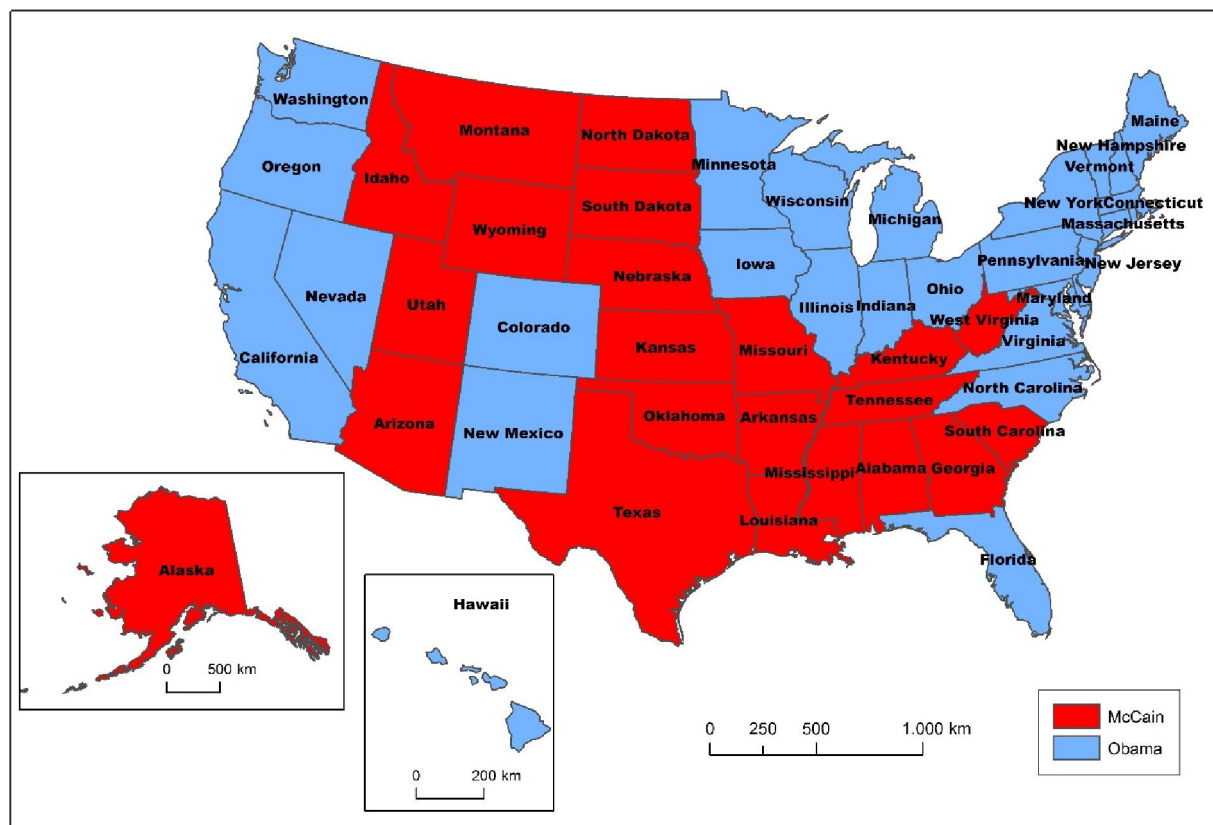 Washington
Oregon
California
Nevada
Idaho
Montana
Wyoming
Utah
Arizona
Colorado
New Mexico
North Dakota
South Dakota
Nebraska
Kansas
Oklahoma
Texas
Minnesota
Iowa
Missouri
Arkansas
Louisiana
Wisconsin
Illinois
Michigan
Indiana
Ohio
Kentucky
Tennessee
Mississippi
Alabama
Georgia
Florida
South Carolina
North Carolina
Virginia
West Virginia
Maryland
Pennsylvania
New Jersey
New York
Connecticut
Massachusetts
Vermont
New Hampshire
Maine
Alaska
0 500 km
Hawaii
0 200 km
0 250 500 1.000 km
McCain
Obama